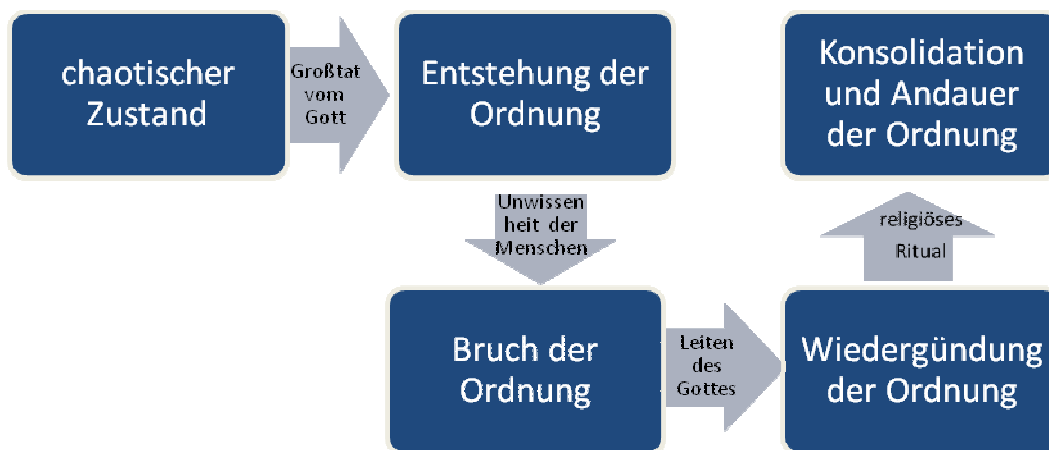 chaotischer
Zustand
Großtat
vom
Gott
Entstehung der
Ordnung
Unwissen
heit der
Menschen
Bruch der
Ordnung
Leiten
des
Gottes
Wiedergündung
der Ordnung
religiöses
Ritual
Konsolidation
und Andauer
der Ordnung